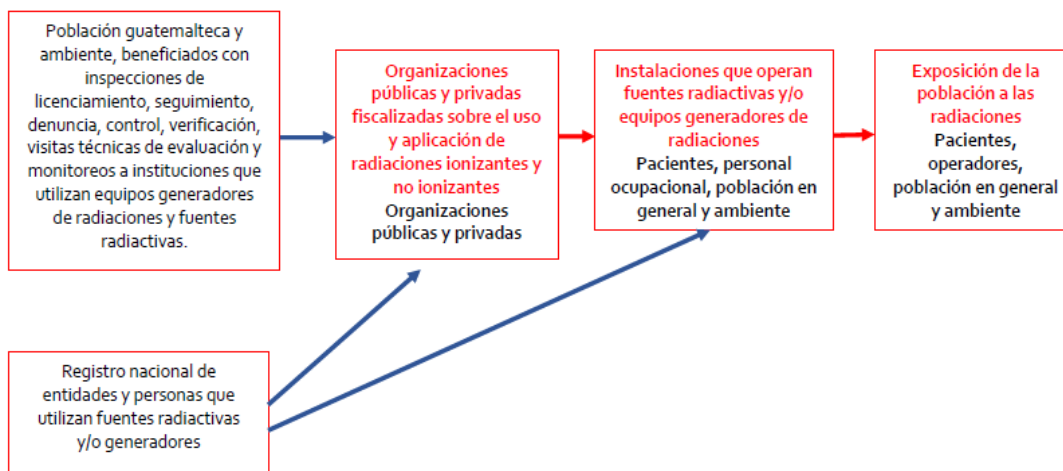 Población guatemalteca y
ambiente, beneficiados con
inspecciones de
licenciamiento, seguimiento,
denuncia, control, verificación,
visitas técnicas de evaluación y
monitoreos a instituciones que
utilizan equipos generadores
de radiaciones y fuentes
radiactivas.
Organizaciones
públicas y privadas
fiscalizadas sobre el uso
y aplicación de
radiaciones ionizantes y
no ionizantes
Organizaciones
públicas y privadas
Instalaciones que operan
fuentes radiactivas y/o
equipos generadores de
radiaciones
Pacientes, personal
ocupacional, población en
general y ambiente
Exposición de la
población a las
radiaciones
Pacientes,
operadores,
población en general
y ambiente
Registro nacional de
entidades y personas que
utilizan fuentes radiactivas
y/o generadores